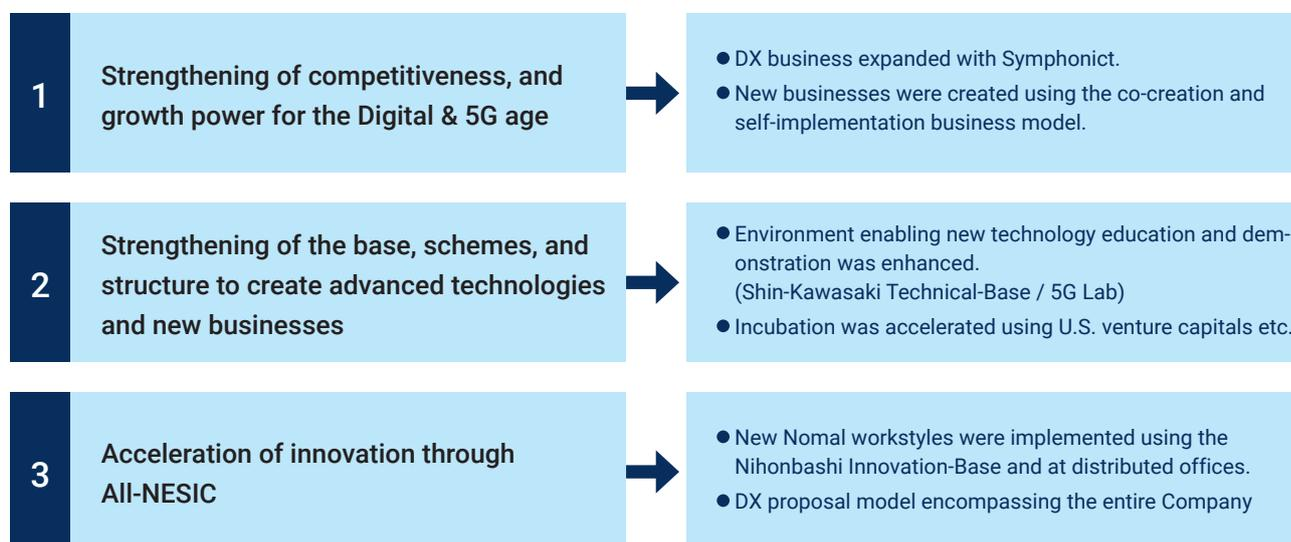 1
Strengthening of competitiveness, and
growth power for the Digital & 5G age
● DX business expanded with Symphonict.
● New businesses were created using the co-creation and
self-implementation business model.
2
Strengthening of the base, schemes, and
structure to create advanced technologies
and new businesses
● Environment enabling new technology education and dem-
onstration was enhanced.
(Shin-Kawasaki Technical-Base / 5G Lab)
● Incubation was accelerated using U.S. venture capitals etc.
3
Acceleration of innovation through
All-NESIC
● New Nomal workstyles were implemented using the
Nihonbashi Innovation-Base and at distributed offices.
● DX proposal model encompassing the entire Company